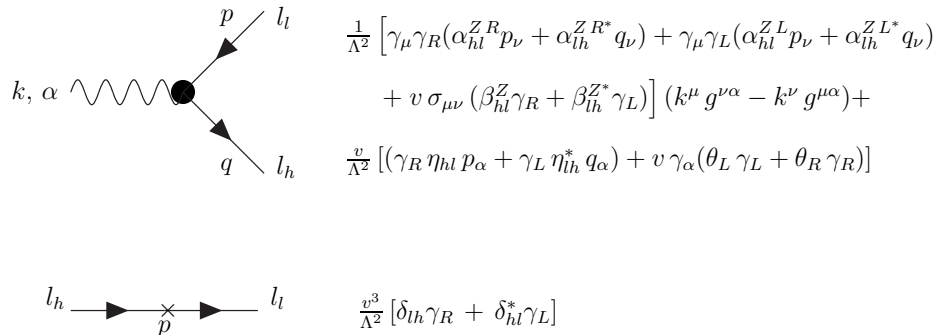 p l_l
k, α
q l_h
\frac{1}{Λ^2} [γ_μ γ_R (α_{hl}^{ZR} p_ν + α_{lh}^{ZR*} q_ν) + γ_μ γ_L (α_{hl}^{ZL} p_ν + α_{lh}^{ZL*} q_ν)
+ v σ_{μν} (β_{hl}^{Z} γ_R + β_{lh}^{Z*} γ_L)] (k^μ g^{να} − k^ν g^{μα})+
\frac{v}{Λ^2} [(γ_R η_{hl} p_α + γ_L η_{lh}^* q_α) + v γ_α (θ_L γ_L + θ_R γ_R)]
l_h p l_l
\frac{v^3}{Λ^2} [δ_{lh} γ_R + δ_{hl}^* γ_L]